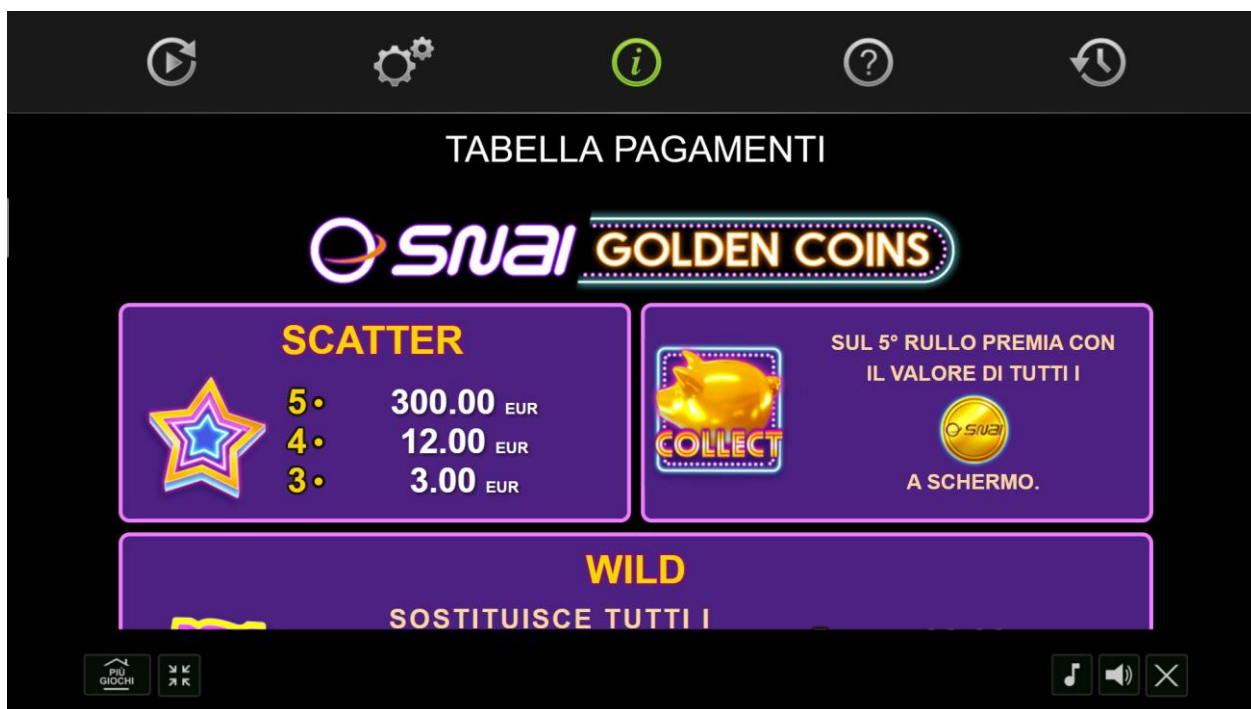 TABELLA PAGAMENTI
SNAI GOLDEN COINS
SCATTER
5• 300.00 EUR
4• 12.00 EUR
3• 3.00 EUR
COLLECT
SUL 5° RULLO PREMIA CON
IL VALORE DI TUTTI I
SNAI
A SCHERMO.
WILD
SOSTITUISCE TUTTI I
PIÙ
GIOCHI